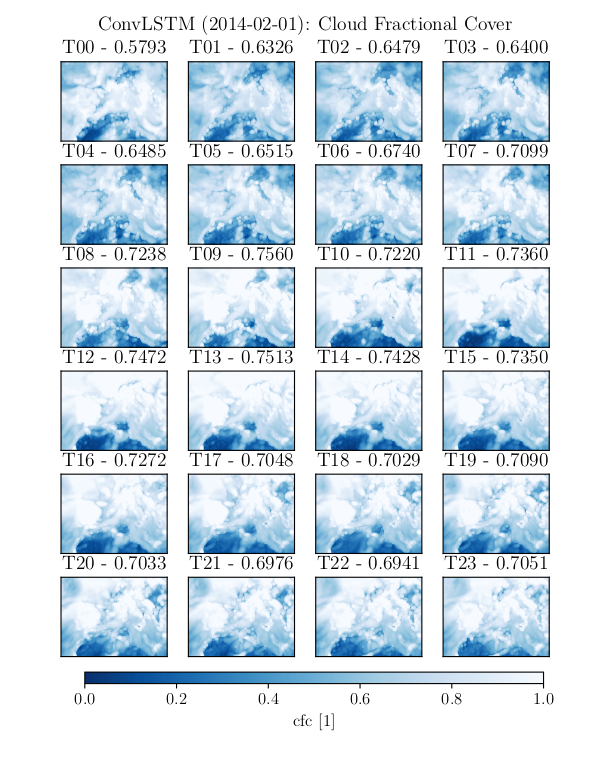 ConvLSTM (2014-02-01): Cloud Fractional Cover
T00 - 0.5793 T01 - 0.6326 T02 - 0.6479 T03 - 0.6400
T04 - 0.6485 T05 - 0.6515 T06 - 0.6740 T07 - 0.7099
T08 - 0.7238 T09 - 0.7560 T10 - 0.7220 T11 - 0.7360
T12 - 0.7472 T13 - 0.7513 T14 - 0.7428 T15 - 0.7350
T16 - 0.7272 T17 - 0.7048 T18 - 0.7029 T19 - 0.7090
T20 - 0.7033 T21 - 0.6976 T22 - 0.6941 T23 - 0.7051
0.0 0.2 0.4 0.6 0.8 1.0
cfc [1]